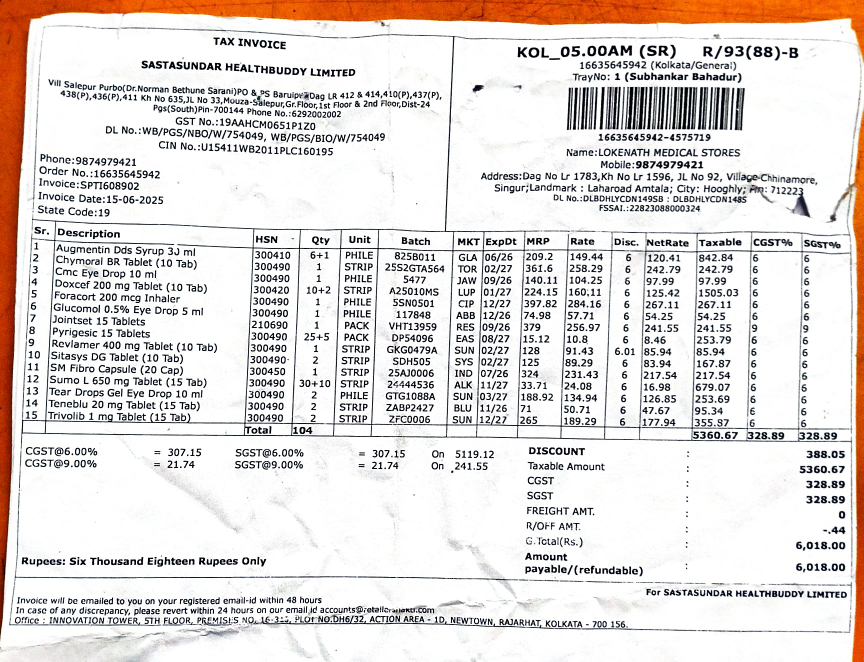 TAX INVOICE
SASTASUNDAR HEALTHBUDDY LIMITED
Vill Salepur Purbo(Dr.Norman Bethune Sarani)PO & PS Baruipur Dag LR 412 & 414,410(P),437(P),
438(P),436(P),411 Kh No 635,JL No 33,Mouza-Salepur,Gr.Floor,1st Floor & 2nd Floor,Dist-24
Pgs(South)Pin-700144 Phone No.:6292002002
GST No.:19AAHCM0651P1Z0
DL No.:WB/PGS/NBO/W/754049, WB/PGS/BIO/W/754049
CIN No.:U15411WB2011PLC160195
Phone:9874979421
Order No.:16635645942
Invoice:SPTI608902
Invoice Date:15-06-2025
State Code:19
KOL_05.00AM (SR) R/93(88)-B
16635645942 (Kolkata/General)
TrayNo: 1 (Subhankar Bahadur)
16635645942-4575719
Name:LOKENATH MEDICAL STORES
Mobile:9874979421
Address:Dag No Lr 1783,Kh No Lr 1596, JL No 92, Village-Chhinamore,
Singur;Landmark : Laharoad Amtala; City: Hooghly; Pin: 712223
DL No.:DLBDHLYCDN149SB : DLBDHLYCDN148S
FSSAI.:22823088000324
Sr. Description HSN Qty Unit Batch MKT ExpDt MRP Rate Disc. NetRate Taxable CGST% SGST%
1 Augmentin Dds Syrup 30 ml 300410 6+1 PHILE 825B011 GLA 06/26 209.2 149.44 6 120.41 842.84 6 6
2 Chymoral BR Tablet (10 Tab) 300490 1 STRIP 25S2GTA564 TOR 02/27 361.6 258.29 6 242.79 242.79 6 6
3 Cmc Eye Drop 10 ml 300490 1 PHILE 5477 JAW 09/26 140.11 104.25 6 97.99 97.99 6 6
4 Doxcef 200 mg Tablet (10 Tab) 300420 10+2 STRIP A25010MS LUP 01/27 224.15 160.11 6 125.42 1505.03 6 6
5 Foracort 200 mcg Inhaler 300490 1 PHILE 5SN0501 CIP 12/27 397.82 284.16 6 267.11 267.11 6 6
6 Glucomol 0.5% Eye Drop 5 ml 300490 1 PHILE 117848 ABB 12/26 74.98 57.71 6 54.25 54.25 6 6
7 Jointset 15 Tablets 210690 1 PACK VHT13959 RES 09/26 379 256.97 6 241.55 241.55 9 9
8 Pyrigesic 15 Tablets 300490 25+5 PACK DP54096 EAS 08/27 15.12 10.8 6 8.46 253.79 6 6
9 Revlamer 400 mg Tablet (10 Tab) 300490 1 STRIP GKG0479A SUN 02/27 128 91.43 6.01 85.94 85.94 6 6
10 Sitasys DG Tablet (10 Tab) 300490 2 STRIP SDH505 SYS 02/27 125 89.29 6 83.94 167.87 6 6
11 SM Fibro Capsule (20 Cap) 300450 1 STRIP 25AJ0006 IND 07/26 324 231.43 6 217.54 217.54 6 6
12 Sumo L 650 mg Tablet (15 Tab) 300490 30+10 STRIP 24444536 ALK 11/27 33.71 24.08 6 16.98 679.07 6 6
13 Tear Drops Gel Eye Drop 10 ml 300490 2 PHILE GTG1088A SUN 03/27 188.92 134.94 6 126.85 253.69 6 6
14 Teneblu 20 mg Tablet (15 Tab) 300490 2 STRIP ZABP2427 BLU 11/26 71 50.71 6 47.67 95.34 6 6
15 Trivolib 1 mg Tablet (15 Tab) 300490 2 STRIP ZFC0006 SUN 12/27 265 189.29 6 177.94 355.87 6 6
Total 104 5360.67 328.89 328.89
CGST@6.00% = 307.15 SGST@6.00% = 307.15 On 5119.12
CGST@9.00% = 21.74 SGST@9.00% = 21.74 On 241.55
DISCOUNT : 388.05
Taxable Amount : 5360.67
CGST : 328.89
SGST : 328.89
FREIGHT AMT. : 0
R/OFF AMT. : -.44
G.Total(Rs.) : 6,018.00
Amount payable/(refundable) : 6,018.00
Rupees: Six Thousand Eighteen Rupees Only
For SASTASUNDAR HEALTHBUDDY LIMITED
Invoice will be emailed to you on your registered email-id within 48 hours
In case of any discrepancy, please revert within 24 hours on our email id accounts@retailershakti.com
Office : INNOVATION TOWER, 5TH FLOOR, PREMISES NO. 16-315, PLOT NO.DH6/32, ACTION AREA - 1D, NEWTOWN, RAJARHAT, KOLKATA - 700 156.